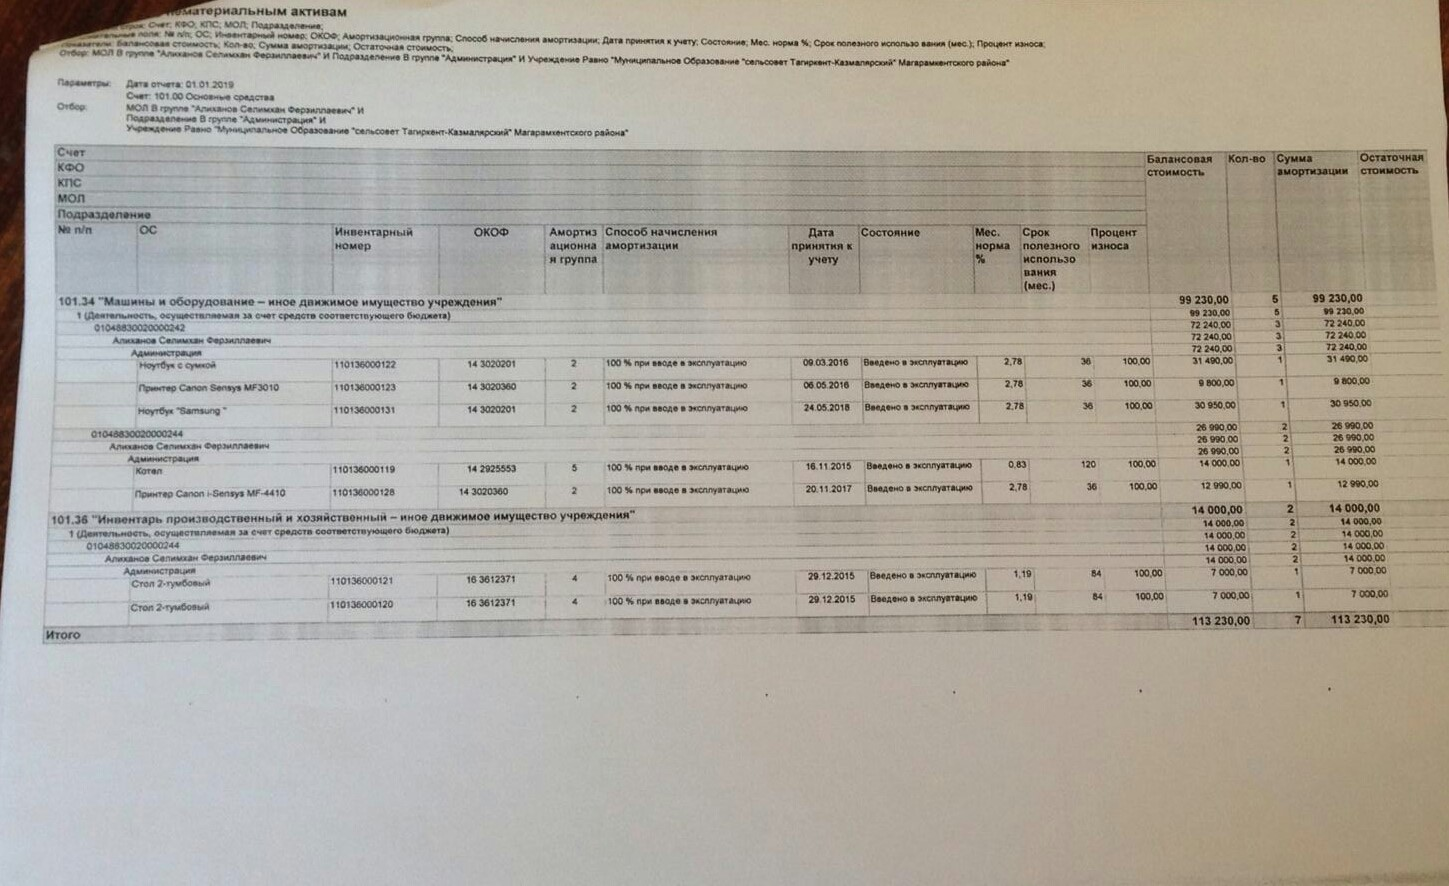 нематериальным активам
Счет; КФО; КПС; МОЛ; Подразделение;
поля: № п/п; ОС; Инвентарный номер; ОКОФ; Амортизационная группа; Способ начисления амортизации; Дата принятия к учету; Состояние; Мес. норма %; Срок полезного использо вания (мес.); Процент износа;
Показатели: Балансовая стоимость; Кол-во; Сумма амортизации; Остаточная стоимость;
Отбор: МОЛ В группе "Алиханов Селимхан Ферзиллаевич" И Подразделение В группе "Администрация" И Учреждение Равно "Муниципальное Образование "сельсовет Тагиркент-Казмалярский" Магарамкентского района"
Параметры: Дата отчета: 01.01.2019
Счет: 101.00 Основные средства
Отбор: МОЛ В группе "Алиханов Селимхан Ферзиллаевич" И
Подразделение В группе "Администрация" И
Учреждение Равно "Муниципальное Образование "сельсовет Тагиркент-Казмалярский" Магарамкентского района"
Счет Балансовая стоимость Кол-во Сумма амортизации Остаточная стоимость
КФО
КПС
МОЛ
Подразделение
№ п/п ОС Инвентарный номер ОКОФ Амортиз ационна я группа Способ начисления амортизации Дата принятия к учету Состояние Мес. норма % Срок полезного использо вания (мес.) Процент износа
101.34 "Машины и оборудование – иное движимое имущество учреждения" 99 230,00 5 99 230,00
1 (Деятельность, осуществляемая за счет средств соответствующего бюджета) 99 230,00 5 99 230,00
01048830020000242 72 240,00 3 72 240,00
Алиханов Селимхан Ферзиллаевич 72 240,00 3 72 240,00
Администрация 72 240,00 3 72 240,00
Ноутбук с сумкой 110136000122 14 3020201 2 100 % при вводе в эксплуатацию 09.03.2016 Введено в эксплуатацию 2,78 36 100,00 31 490,00 1 31 490,00
Принтер Canon Sensys MF3010 110136000123 14 3020360 2 100 % при вводе в эксплуатацию 06.05.2016 Введено в эксплуатацию 2,78 36 100,00 9 800,00 1 9 800,00
Ноутбук "Samsung " 110136000131 14 3020201 2 100 % при вводе в эксплуатацию 24.05.2018 Введено в эксплуатацию 2,78 36 100,00 30 950,00 1 30 950,00
01048830020000244 26 990,00 2 26 990,00
Алиханов Селимхан Ферзиллаевич 26 990,00 2 26 990,00
Администрация 26 990,00 2 26 990,00
Котел 110136000119 14 2925553 5 100 % при вводе в эксплуатацию 16.11.2015 Введено в эксплуатацию 0,83 120 100,00 14 000,00 1 14 000,00
Принтер Canon i-Sensys MF-4410 110136000128 14 3020360 2 100 % при вводе в эксплуатацию 20.11.2017 Введено в эксплуатацию 2,78 36 100,00 12 990,00 1 12 990,00
101.36 "Инвентарь производственный и хозяйственный – иное движимое имущество учреждения" 14 000,00 2 14 000,00
1 (Деятельность, осуществляемая за счет средств соответствующего бюджета) 14 000,00 2 14 000,00
01048830020000244 14 000,00 2 14 000,00
Алиханов Селимхан Ферзиллаевич 14 000,00 2 14 000,00
Администрация 14 000,00 2 14 000,00
Стол 2-тумбовый 110136000121 16 3612371 4 100 % при вводе в эксплуатацию 29.12.2015 Введено в эксплуатацию 1,19 84 100,00 7 000,00 1 7 000,00
Стол 2-тумбовый 110136000120 16 3612371 4 100 % при вводе в эксплуатацию 29.12.2015 Введено в эксплуатацию 1,19 84 100,00 7 000,00 1 7 000,00
Итого 113 230,00 7 113 230,00